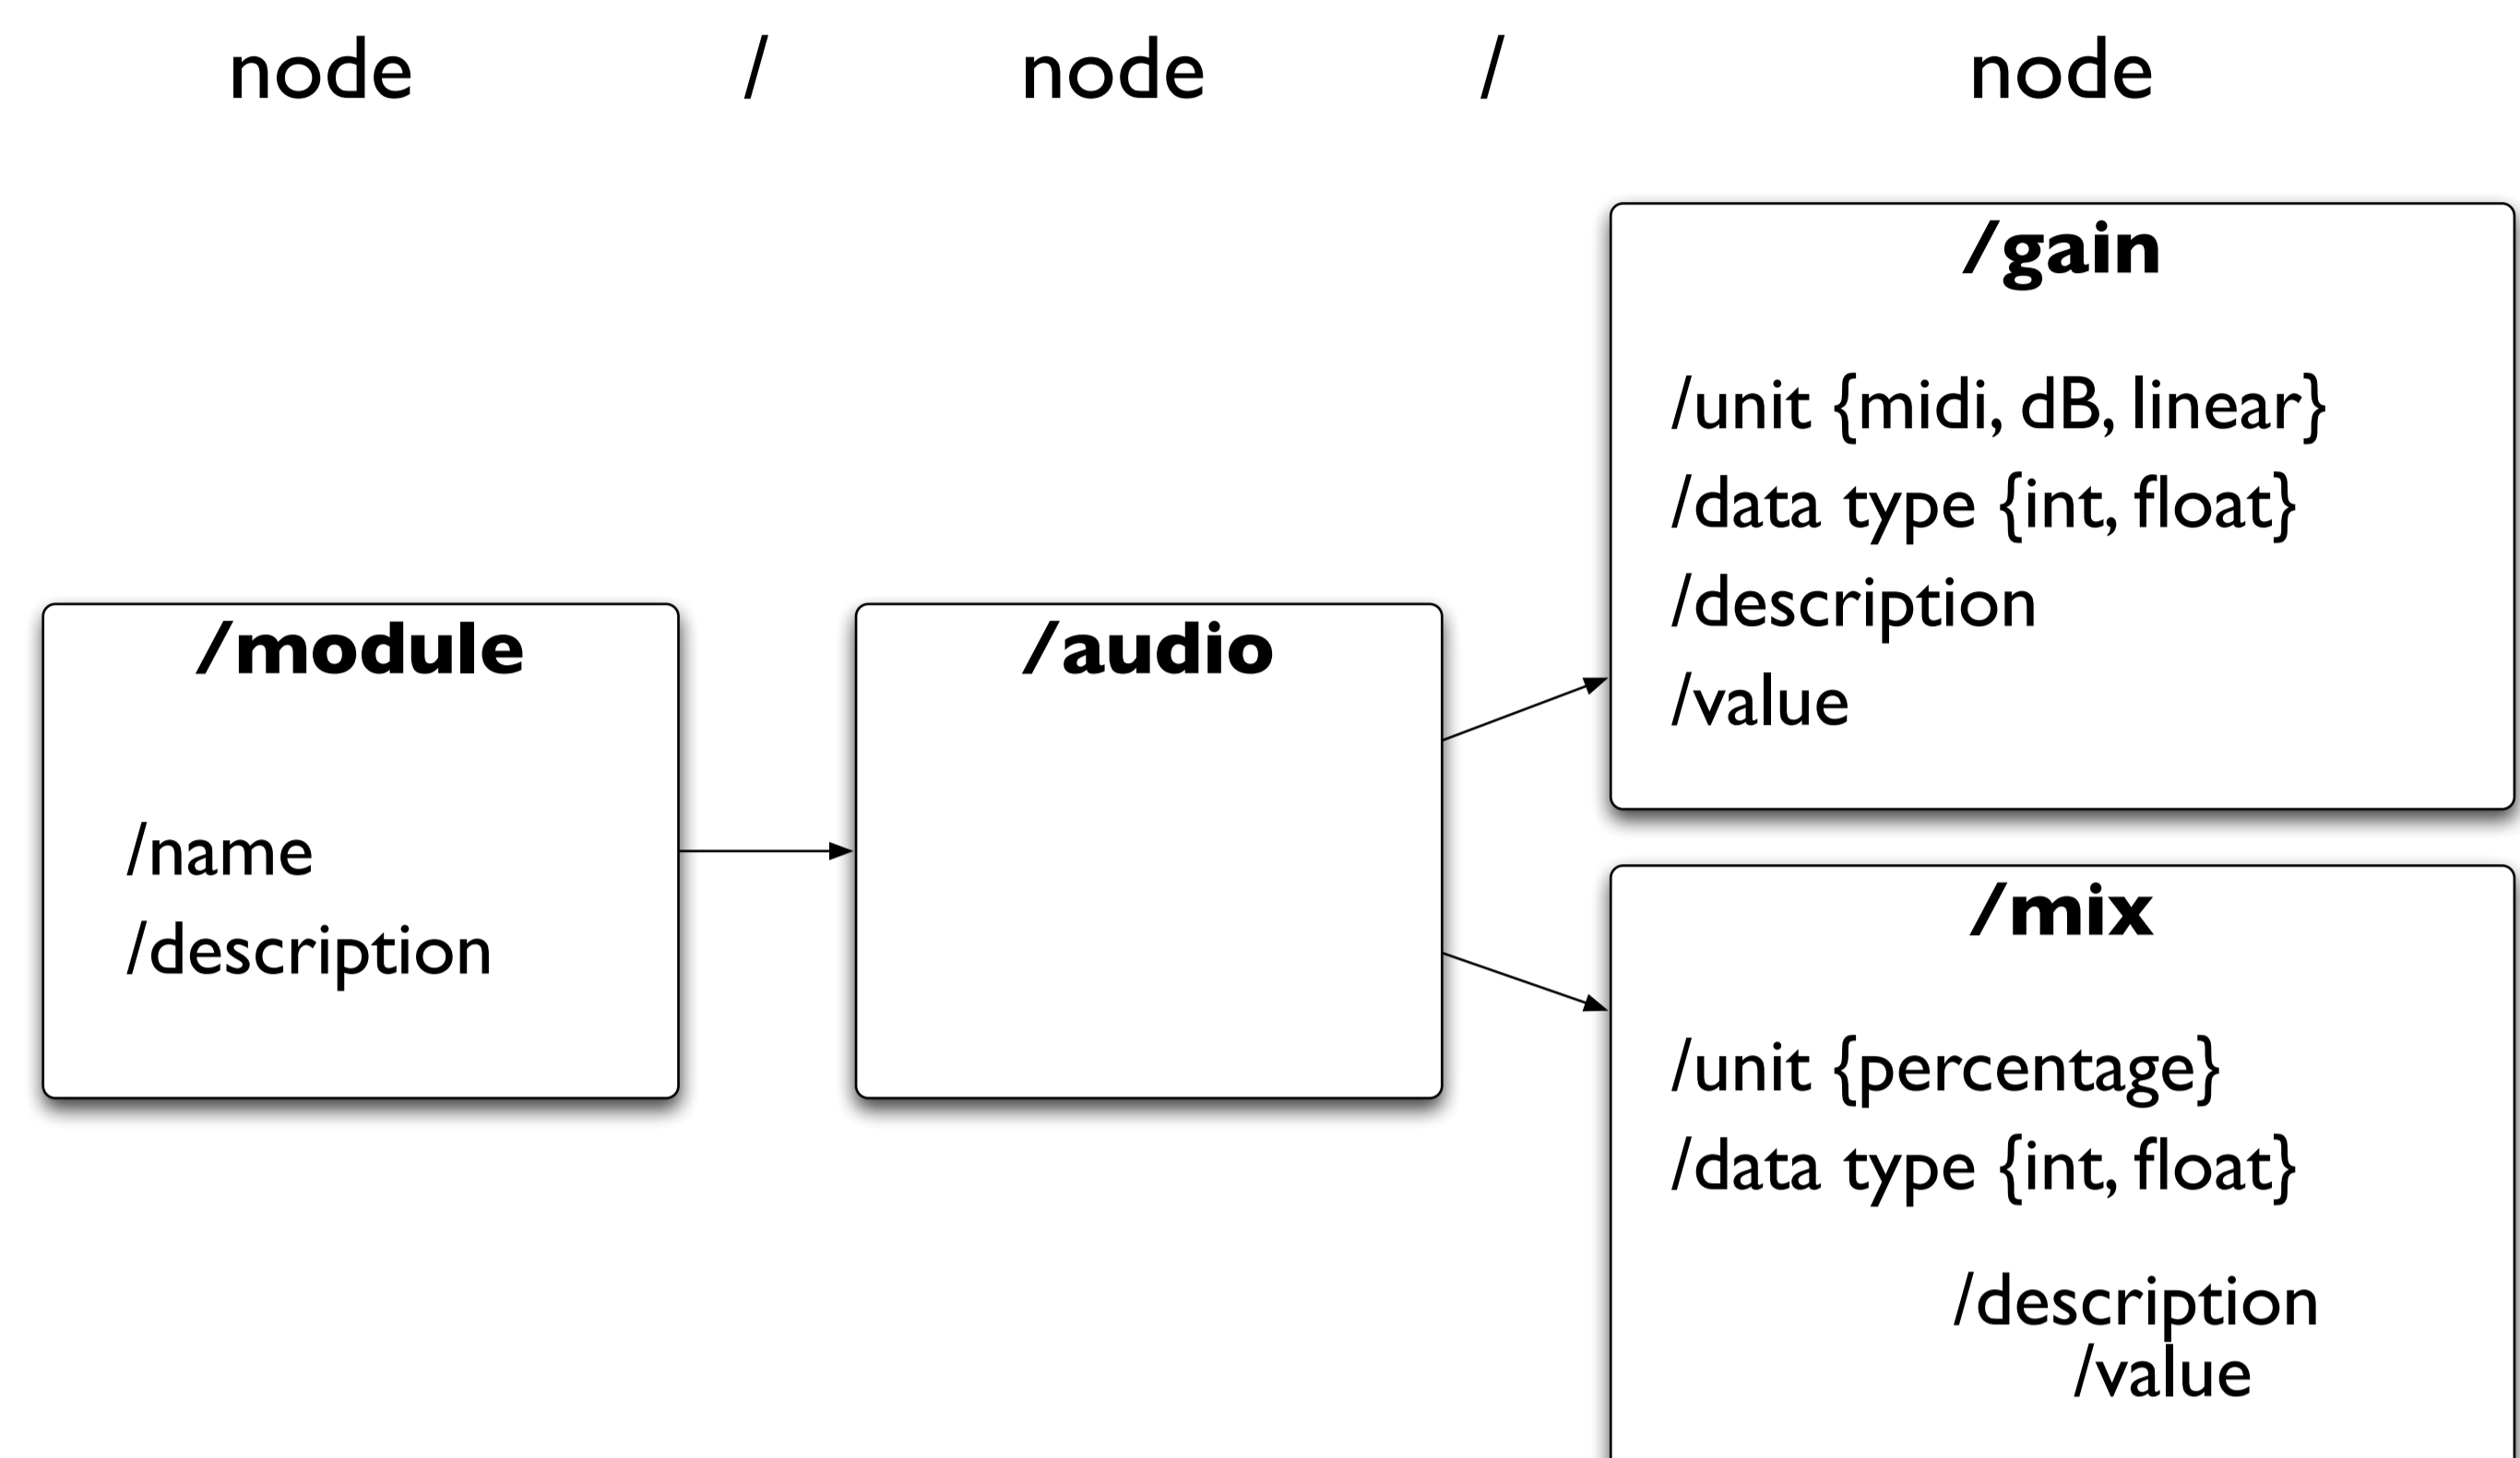 node / node / node
/module
/name
/description
/audio
/gain
/unit {midi, dB, linear}
/data type {int, float}
/description
/value
/mix
/unit {percentage}
/data type {int, float}
/description
/value